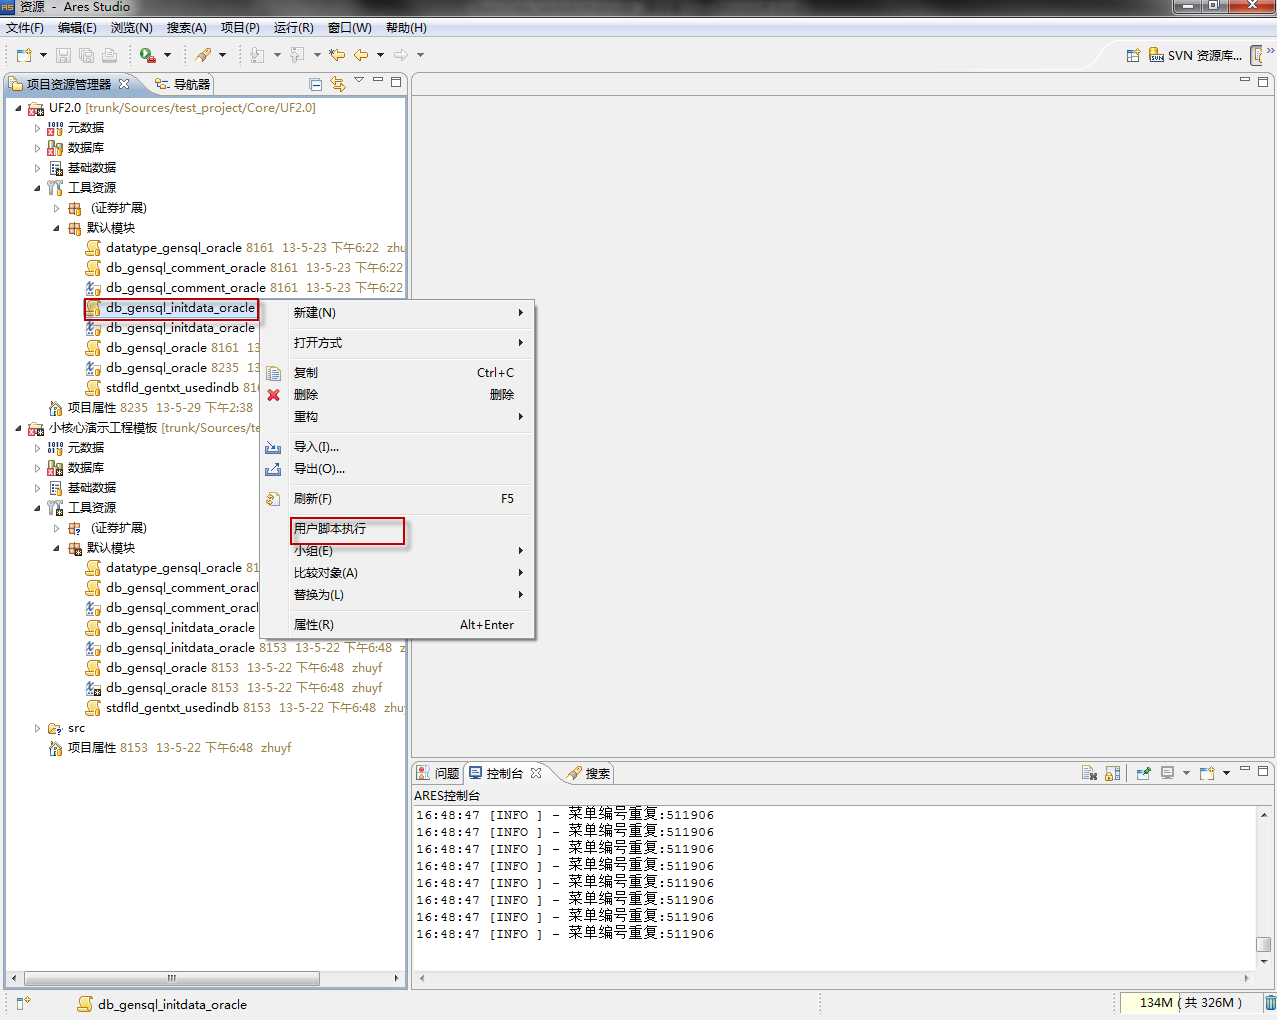 资源 - Ares Studio
文件(F) 编辑(E) 浏览(N) 搜索(A) 项目(P) 运行(R) 窗口(W) 帮助(H)
SVN 资源库...
项目资源管理器 导航器
UF2.0 [trunk/Sources/test_project/Core/UF2.0]
元数据
数据库
基础数据
工具资源
(证券扩展)
默认模块
datatype_gensql_oracle 8161 13-5-23 下午6:22 zhu
db_gensql_comment_oracle 8161 13-5-23 下午6:22
db_gensql_comment_oracle 8161 13-5-23 下午6:22
db_gensql_initdata_oracle
db_gensql_initdata_oracle
db_gensql_oracle 8161 13
db_gensql_oracle 8235 13
stdfld_gentxt_usedindb 816
项目属性 8235 13-5-29 下午2:38
小核心演示工程模板 [trunk/Sources/te
元数据
数据库
基础数据
工具资源
(证券扩展)
默认模块
datatype_gensql_oracle 81
db_gensql_comment_oracl
db_gensql_comment_oracl
db_gensql_initdata_oracle
db_gensql_initdata_oracle 8153 13-5-22 下午6:48 z
db_gensql_oracle 8153 13-5-22 下午6:48 zhuyf
db_gensql_oracle 8153 13-5-22 下午6:48 zhuyf
stdfld_gentxt_usedindb 8153 13-5-22 下午6:48 zhu
src
项目属性 8153 13-5-22 下午6:48 zhuyf
新建(N)
打开方式
复制 Ctrl+C
删除 删除
重构
导入(I)...
导出(O)...
刷新(F) F5
用户脚本执行
小组(E)
比较对象(A)
替换为(L)
属性(R) Alt+Enter
问题 控制台 搜索
ARES控制台
16:48:47 [INFO ] - 菜单编号重复:511906
16:48:47 [INFO ] - 菜单编号重复:511906
16:48:47 [INFO ] - 菜单编号重复:511906
16:48:47 [INFO ] - 菜单编号重复:511906
16:48:47 [INFO ] - 菜单编号重复:511906
16:48:47 [INFO ] - 菜单编号重复:511906
16:48:47 [INFO ] - 菜单编号重复:511906
16:48:47 [INFO ] - 菜单编号重复:511906
db_gensql_initdata_oracle
134M (共 326M)